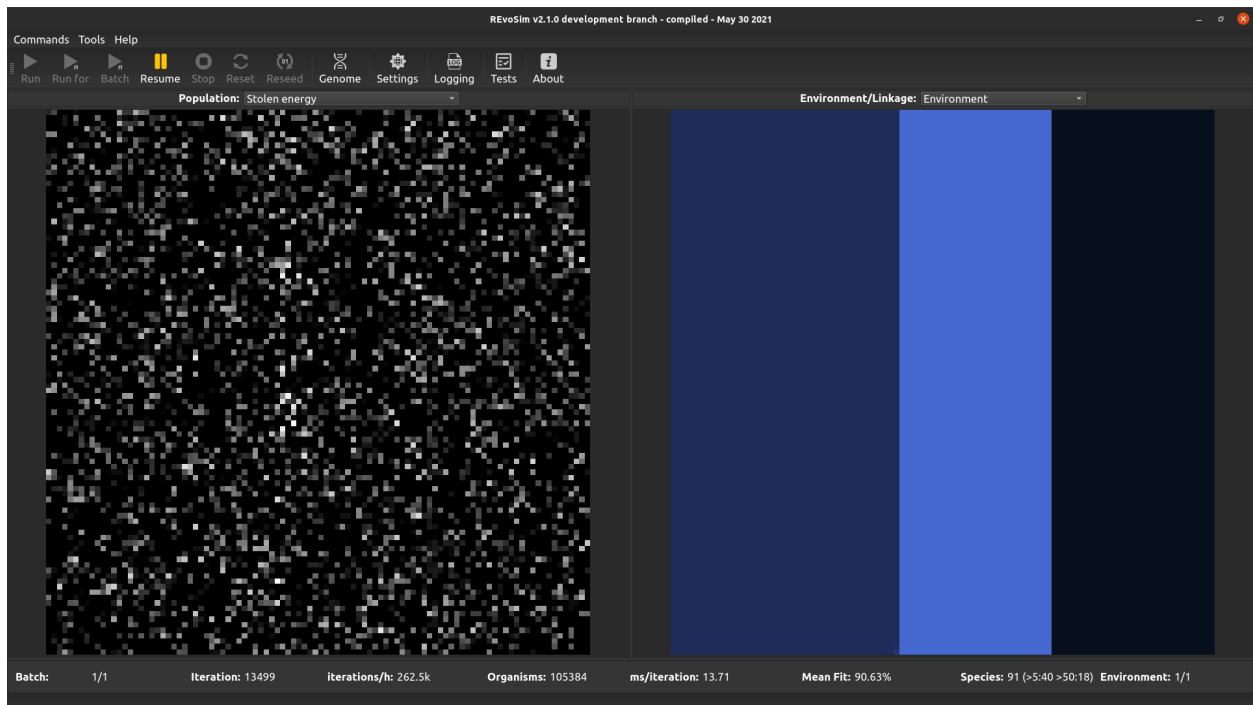 REvoSim v2.1.0 development branch - compiled - May 30 2021
Commands Tools Help
Run Run for Batch Resume Stop Reset Reseed Genome Settings Logging Tests About
Population: Stolen energy Environment/Linkage: Environment
Batch: 1/1 Iteration: 13499 iterations/h: 262.5k Organisms: 105384 ms/iteration: 13.71 Mean Fit: 90.63% Species: 91 (>5:40 >50:18) Environment: 1/1